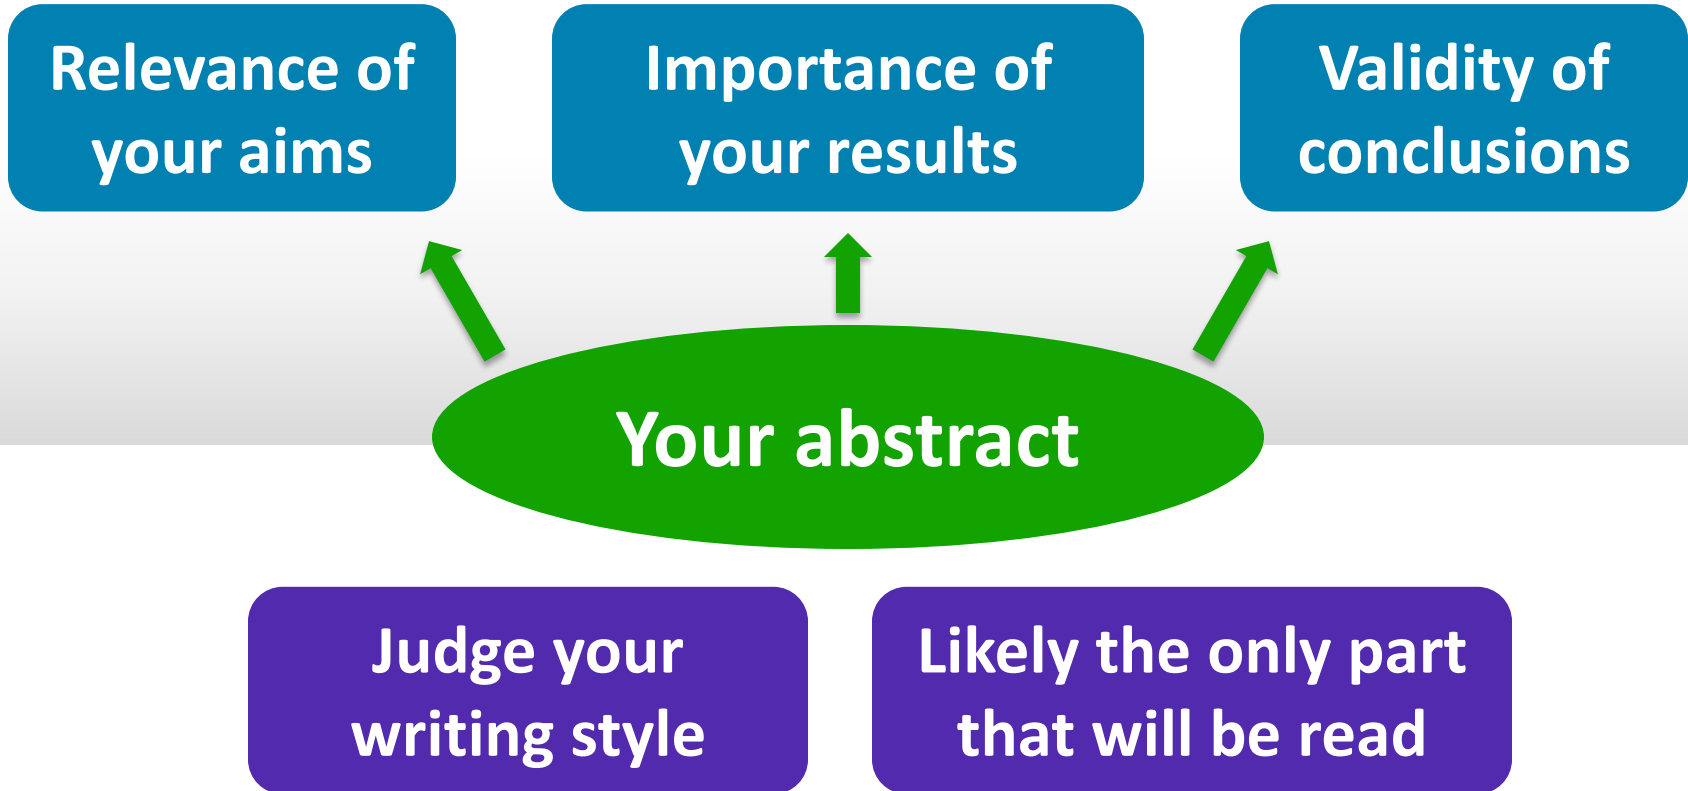 Relevance of
your aims
Importance of
your results
Validity of
conclusions
Your abstract
Judge your
writing style
Likely the only part
that will be read